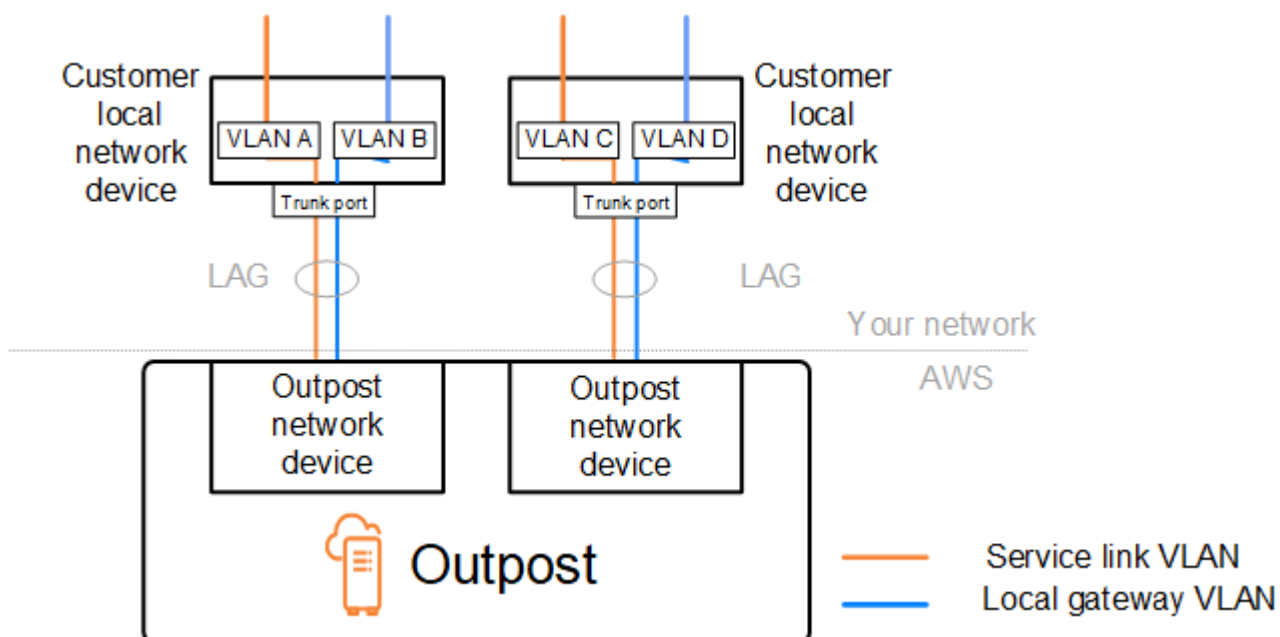 Customer
local
network
device
VLAN A
VLAN B
Trunk port
VLAN C
VLAN D
Trunk port
Customer
local
network
device
LAG
LAG
Your network
AWS
Outpost
network
device
Outpost
network
device
Outpost
Service link VLAN
Local gateway VLAN